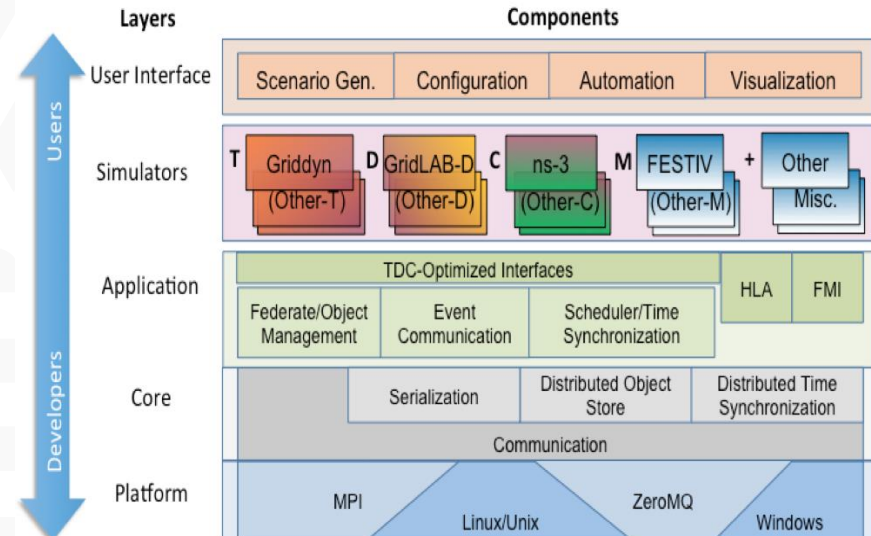 Layers
Components
User Interface
Scenario Gen.
Configuration
Automation
Visualization
Users
Simulators
T
Griddyn
(Other-T)
D
GridLAB-D
(Other-D)
C
ns-3
(Other-C)
M
FESTIV
(Other-M)
+
Other
Misc.
Application
TDC-Optimized Interfaces
HLA
FMI
Federate/Object
Management
Event
Communication
Scheduler/Time
Synchronization
Developers
Core
Serialization
Distributed Object
Store
Distributed Time
Synchronization
Communication
Platform
MPI
Linux/Unix
ZeroMQ
Windows